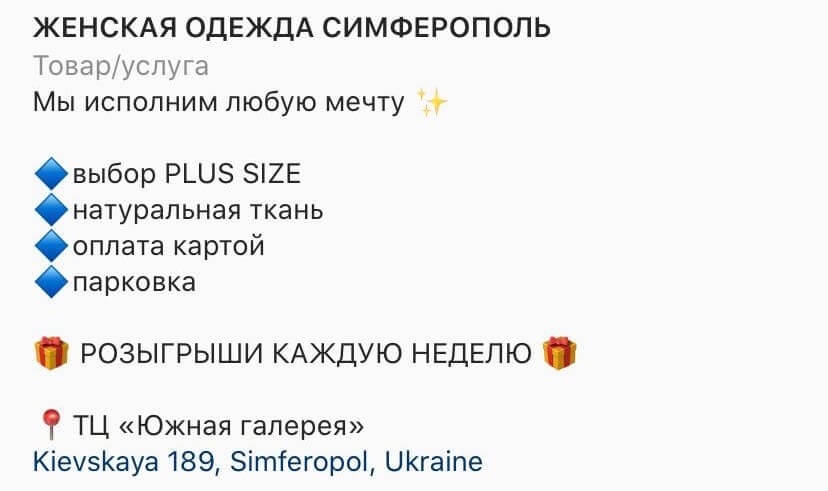 ЖЕНСКАЯ ОДЕЖДА СИМФЕРОПОЛЬ
Товар/услуга
Мы исполним любую мечту ✨
🔷выбор PLUS SIZE
🔷натуральная ткань
🔷оплата картой
🔷парковка
🎁 РОЗЫГРЫШИ КАЖДУЮ НЕДЕЛЮ 🎁
📍ТЦ «Южная галерея»
Kievskaya 189, Simferopol, Ukraine